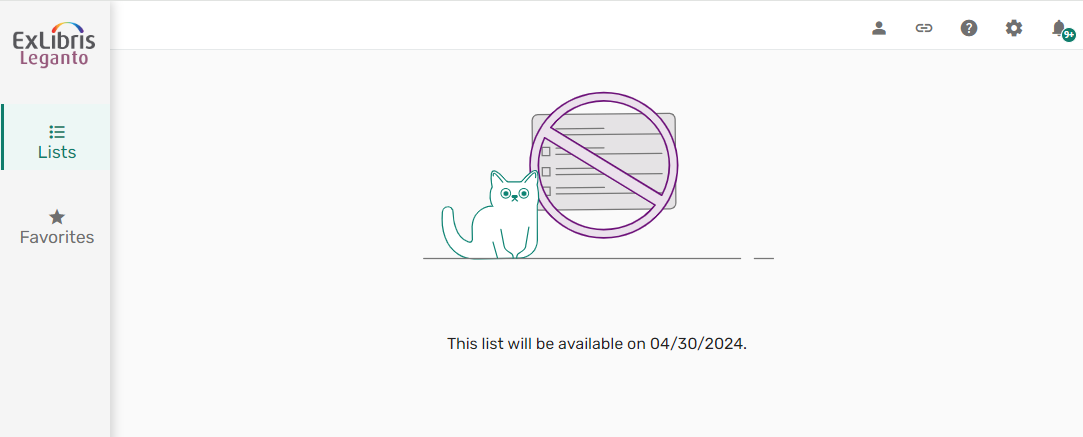 ExLibris
Leganto
9+
Lists
Favorites
This list will be available on 04/30/2024.